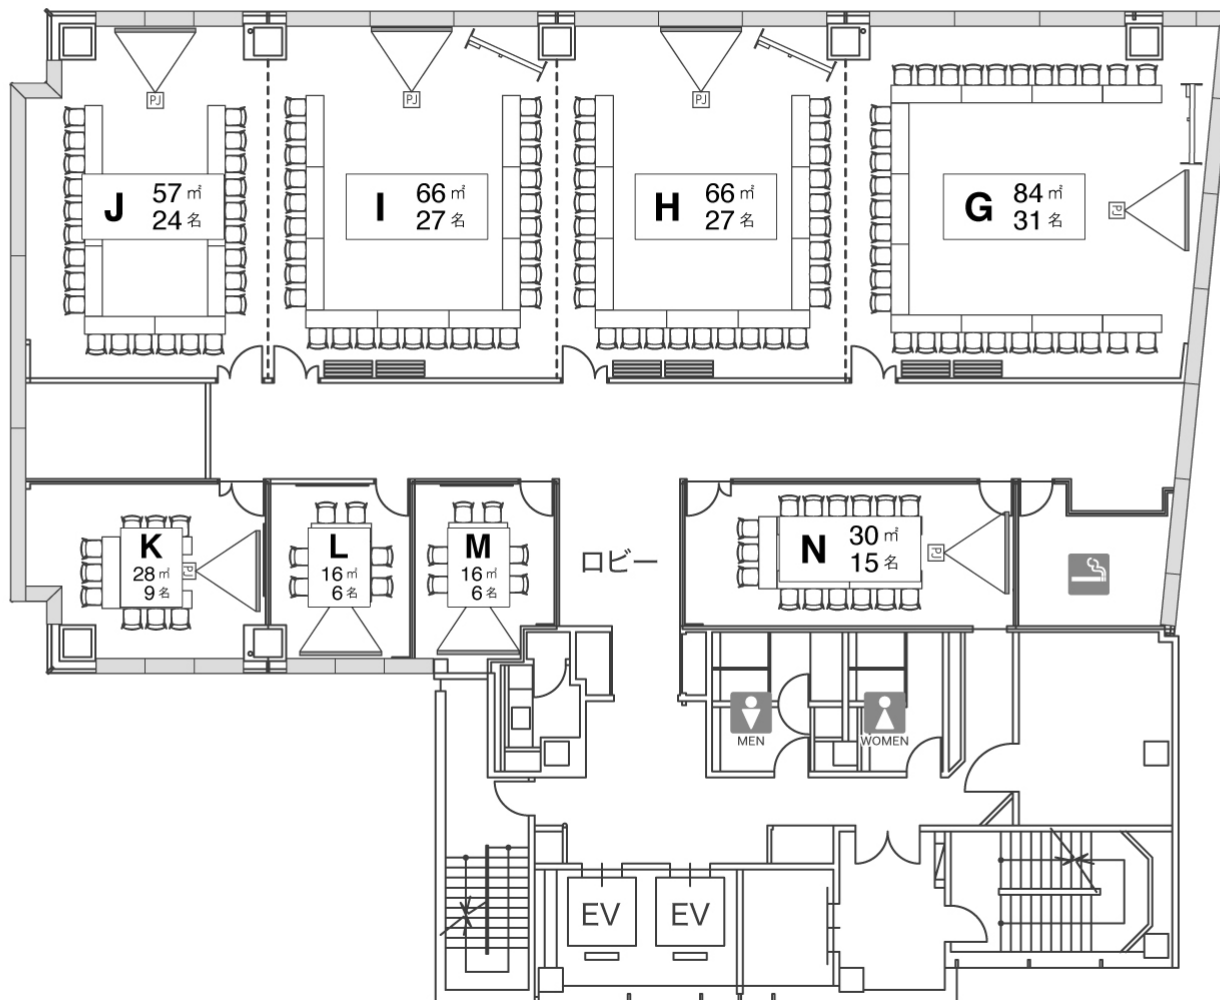 PJ
PJ
PJ
J 57㎡
24名
I 66㎡
27名
H 66㎡
27名
G 84㎡
31名
PJ
K
28㎡
9名
PJ
L
16㎡
6名
M
16㎡
6名
ロビー
N 30㎡
15名
PJ
MEN
WOMEN
EV
EV